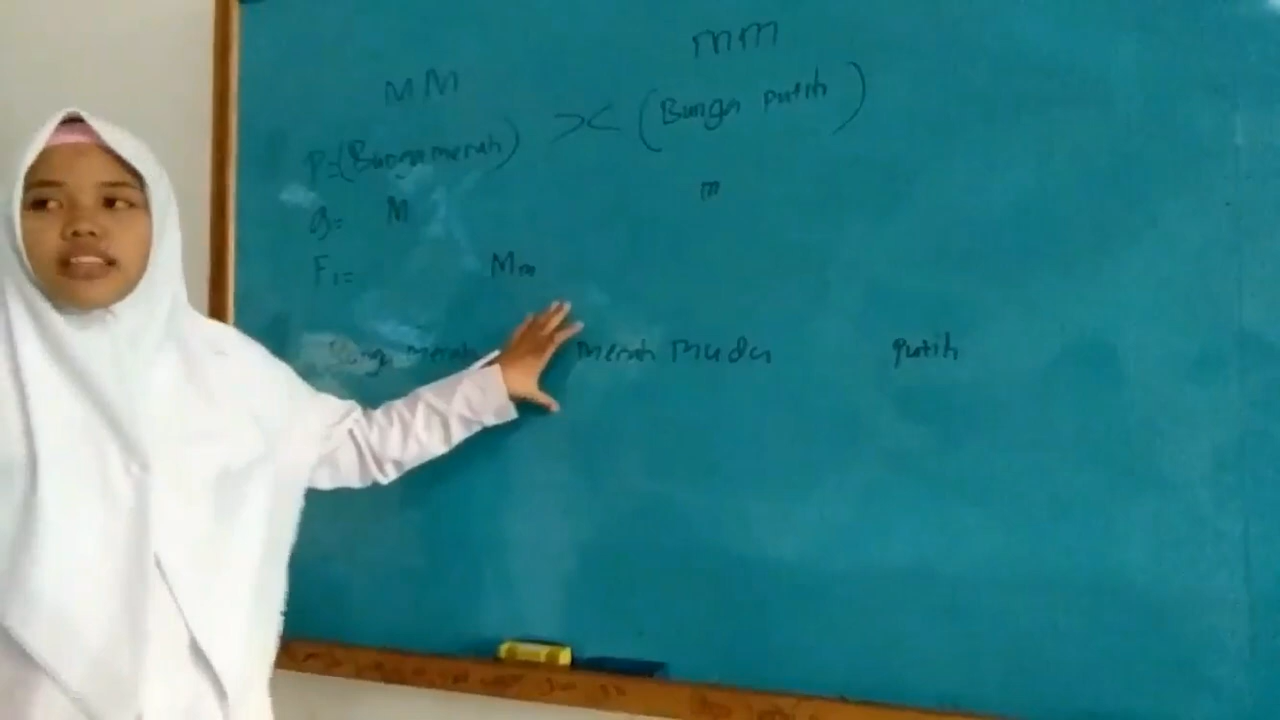 MM mm
P=(Bunga merah) >< (Bunga putih)
G= M m
F1= Mm
Bunga merah merah muda putih